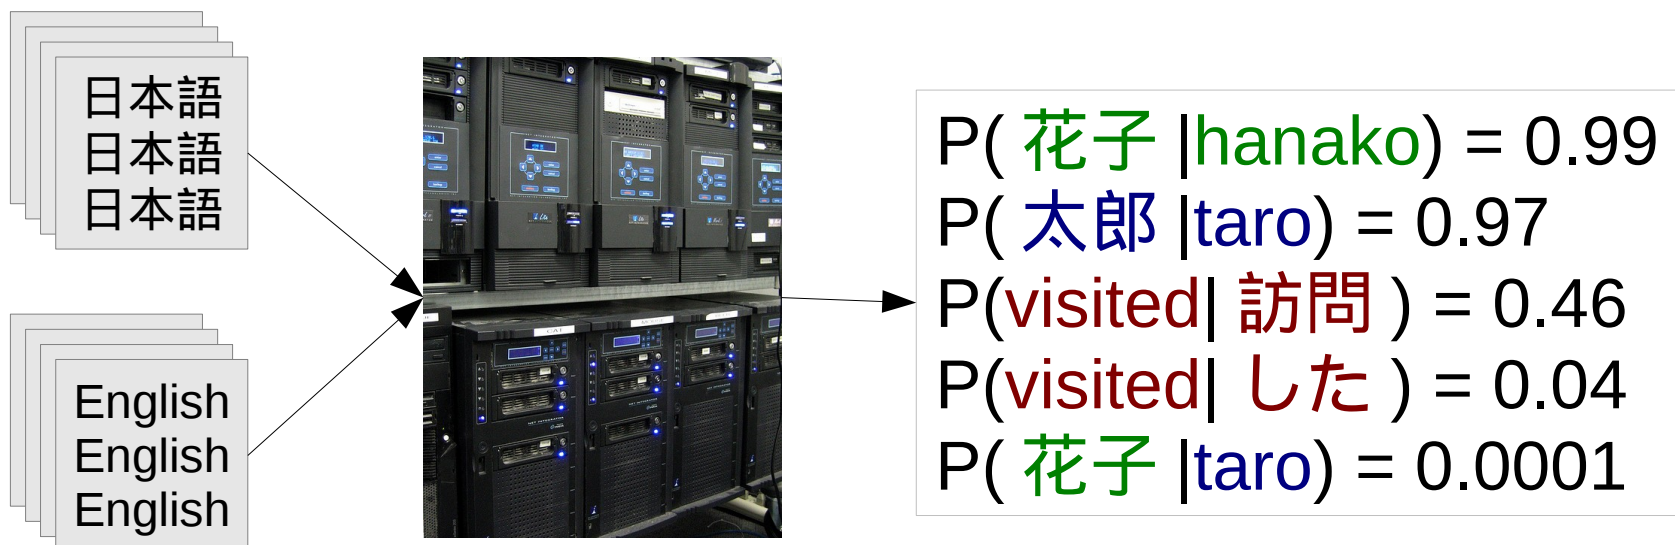 日本語
日本語
日本語
English
English
English
P( 花子 |hanako) = 0.99
P( 太郎 |taro) = 0.97
P(visited| 訪問 ) = 0.46
P(visited| した ) = 0.04
P( 花子 |taro) = 0.0001